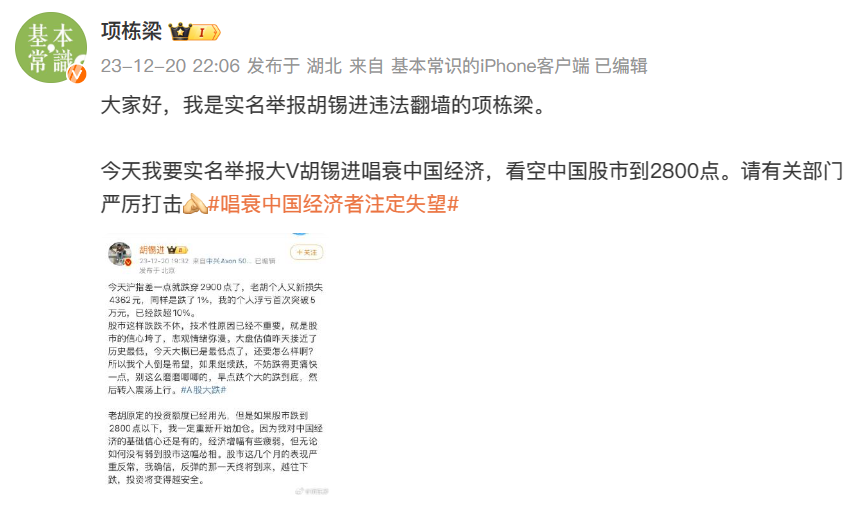 基本
常識
项栋梁
I
23-12-20 22:06 发布于 湖北 来自 基本常识的iPhone客户端 已编辑
大家好，我是实名举报胡锡进违法翻墙的项栋梁。
今天我要实名举报大V胡锡进唱衰中国经济，看空中国股市到2800点。请有关部门
严厉打击#唱衰中国经济者注定失望#
胡锡进
+关注
23-12-20 19:32 来自中兴Axon 50... 已编辑
发布于 北京
今天沪指差一点就跌穿2900点了，老胡个人又新损失
4362元，同样是跌了1%，我的个人浮亏首次突破5
万元，已经跌超10%。
股市这样跌跌不休，技术性原因已经不重要，就是股
市的信心垮了，悲观情绪弥漫。大盘估值昨天接近了
历史最低，今天大概已是最低点了，还要怎么样啊？
所以我个人倒是希望，如果继续跌，不妨跌得更痛快
一点，别这么磨磨唧唧的，早点跌个大的跌到底，然
后转入震荡上行。#A股大跌#
老胡原定的投资额度已经用光，但是如果股市跌到
2800点以下，我一定重新开始加仓。因为我对中国经
济的基础信心还是有的，经济增幅有些疲弱，但无论
如何没有弱到股市这幅怂相。股市这几个月的表现严
重反常，我确信，反弹的那一天终将到来，越往下
跌，投资将变得越安全。